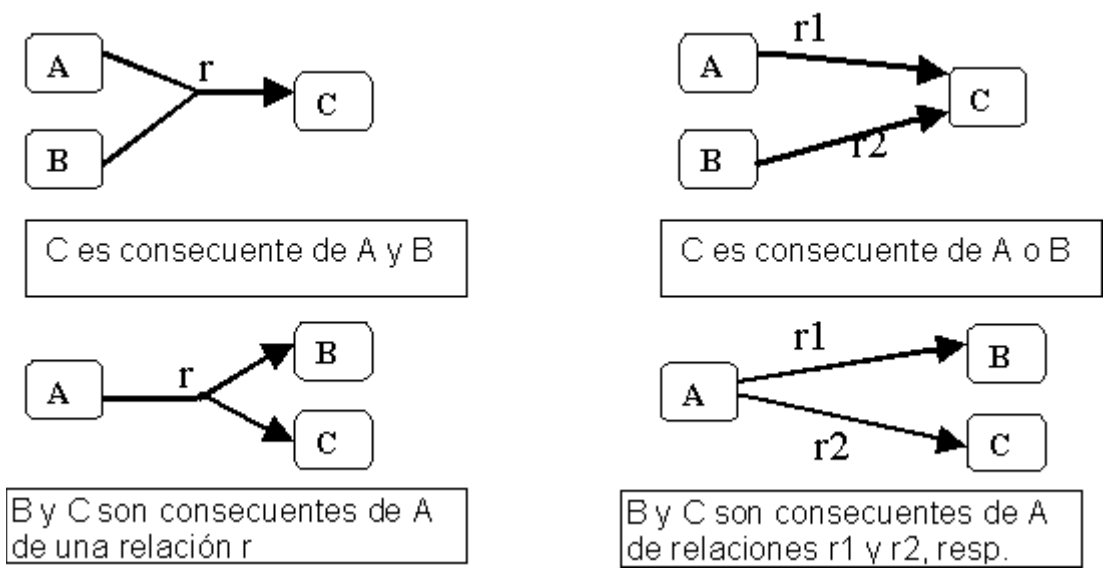 A
r
C
B
C es consecuente de A y B
r1
A
C
B
r2
C es consecuente de A o B
B
r
A
C
B y C son consecuentes de A
de una relación r
r1
B
A
r2
C
B y C son consecuentes de A
de relaciones r1 y r2, resp.